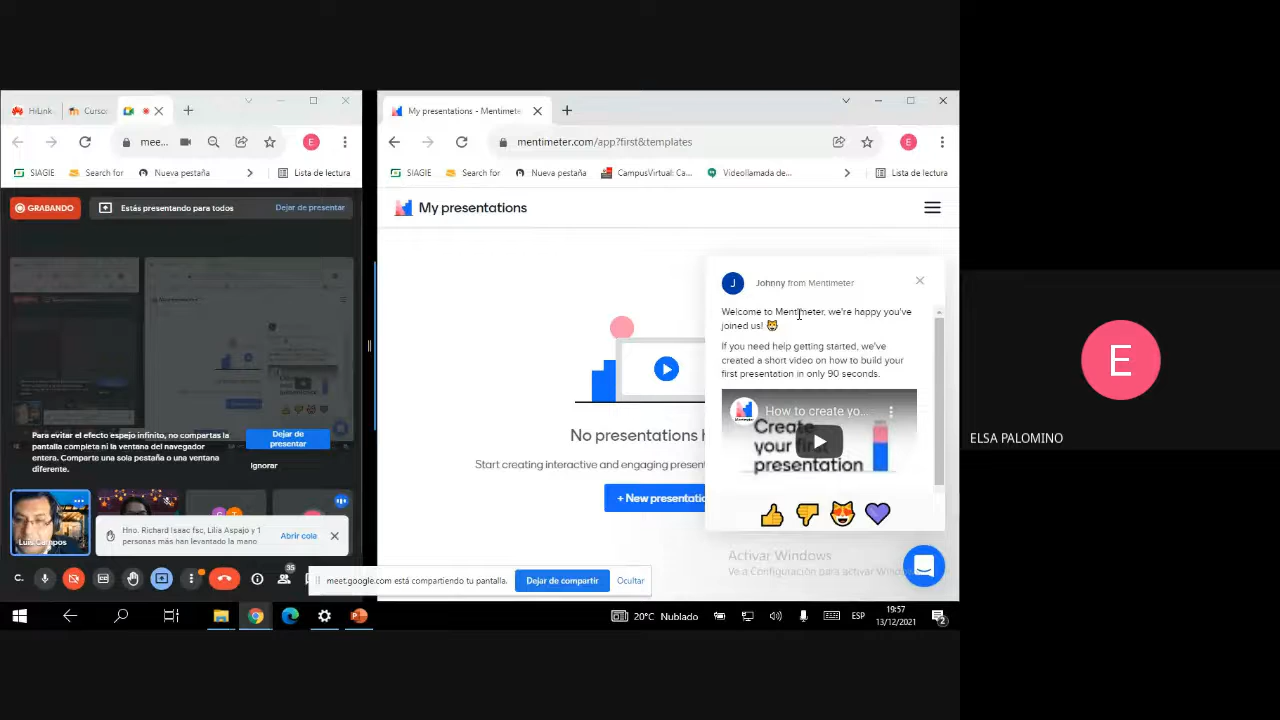 HiLink
Curso
mee...
SIAGIE
Search for
Nueva pestaña
Lista de lectura
GRABANDO
Estás presentando para todos
Dejar de presentar
Para evitar el efecto espejo infinito, no compartas la
pantalla completa ni la ventana del navegador
entera. Comparte una sola pestaña o una ventana
diferente.
Dejar de
presentar
Ignorar
Luis Campos
Hno. Richard Isaac fsc, Lilia Aspajo y 1
personas más han levantado la mano
Abrir cola
C.
35
My presentations - Mentimete
mentimeter.com/app?first&templates
E
SIAGIE
Search for
Nueva pestaña
CampusVirtual: Ca...
Videollamada de...
Lista de lectura
My presentations
J
Johnny from Mentimeter
Welcome to Mentimeter, we're happy you've
joined us!
If you need help getting started, we've
created a short video on how to build your
first presentation in only 90 seconds.
How to create yo...
Create
your first
presentation
No presentations h
Start creating interactive and engaging presen
+ New presentatio
Activar Windows
Ve a Configuración para activar Wind
meet.google.com está compartiendo tu pantalla.
Dejar de compartir
Ocultar
20°C Nublado
ESP
19:57
13/12/2021
2
E
ELSA PALOMINO